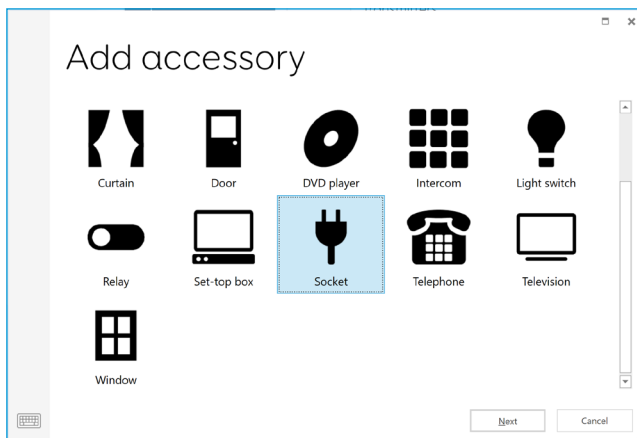 Add accessory
Curtain
Door
DVD player
Intercom
Light switch
Relay
Set-top box
Socket
Telephone
Television
Window
Next
Cancel